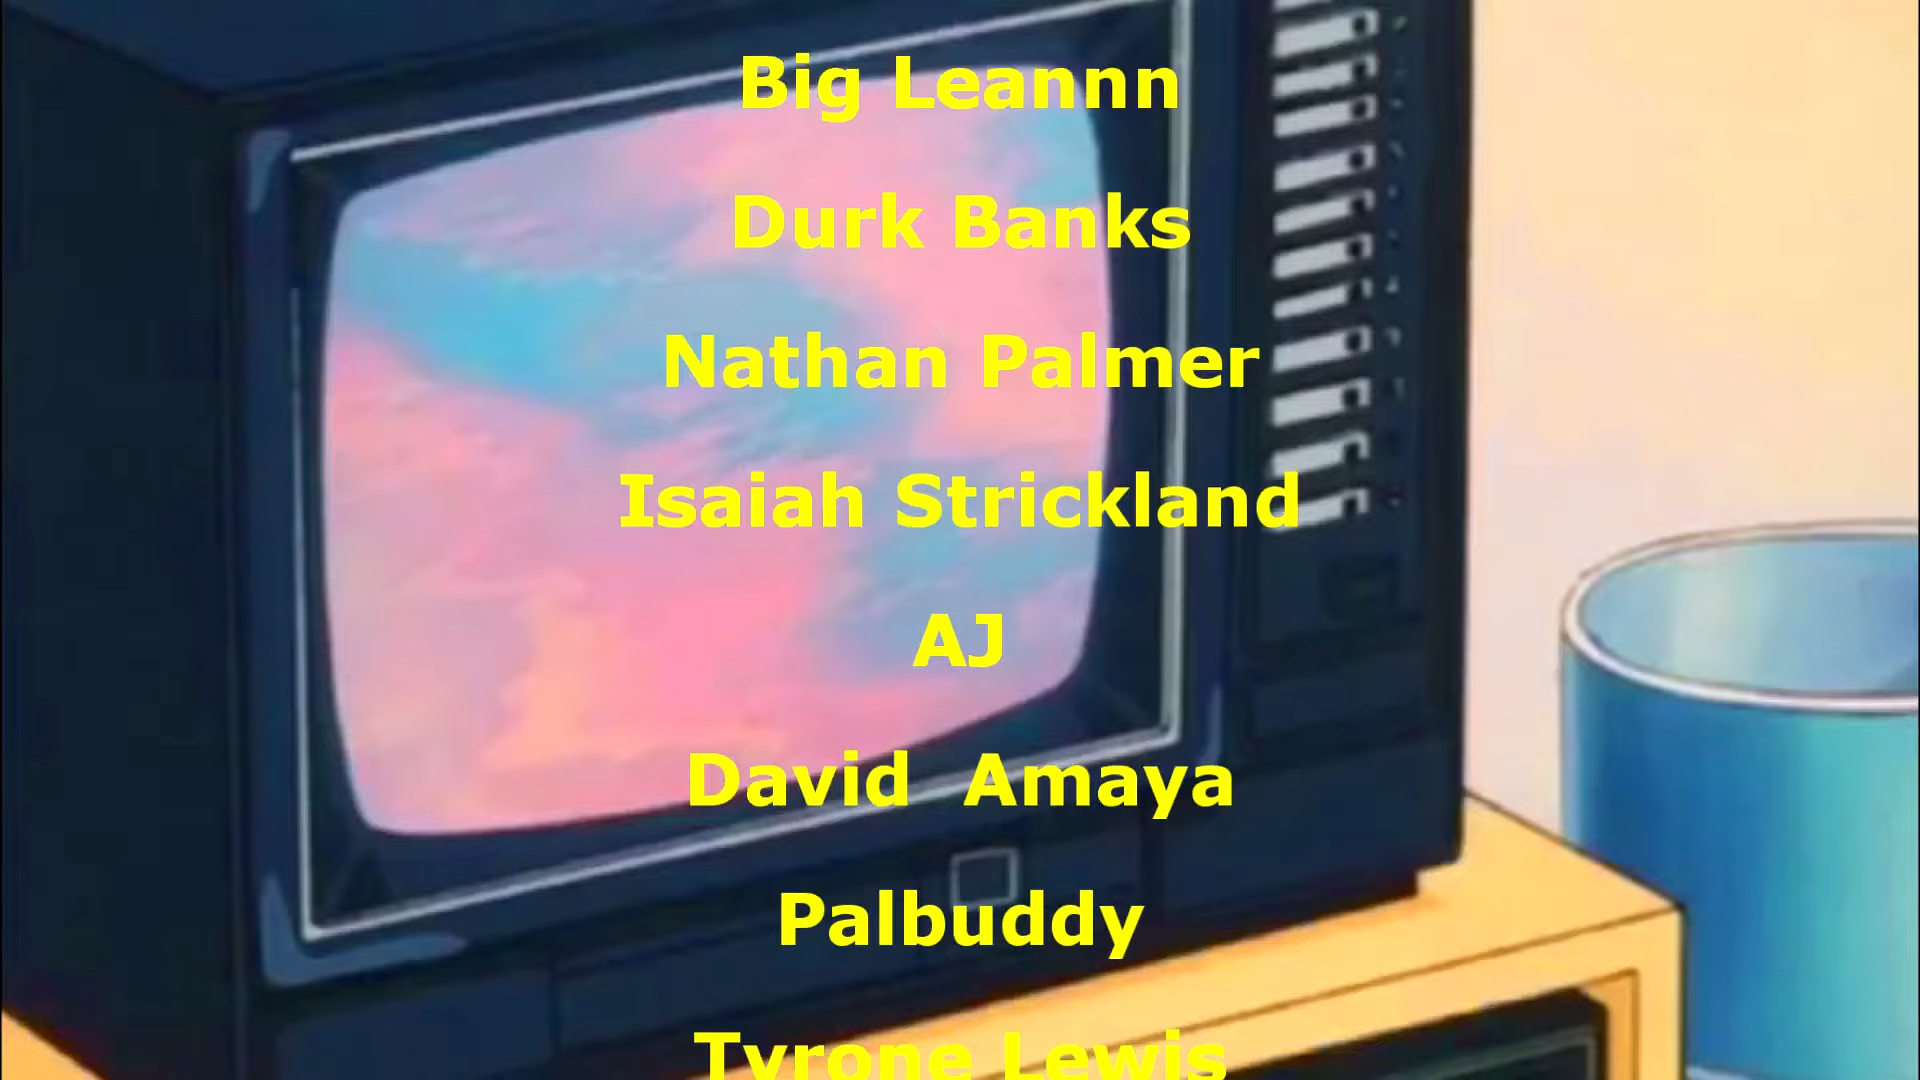 Big Leannn
Durk Banks
Nathan Palmer
Isaiah Strickland
AJ
David  Amaya
Palbuddy
Tyrone Lewis